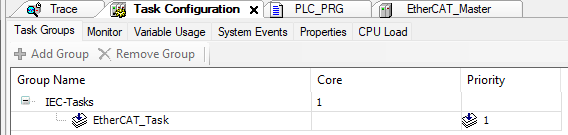 Trace Task Configuration PLC_PRG EtherCAT_Master
Task Groups Monitor Variable Usage System Events Properties CPU Load
Add Group Remove Group
Group Name Core Priority
IEC-Tasks 1
EtherCAT_Task 1